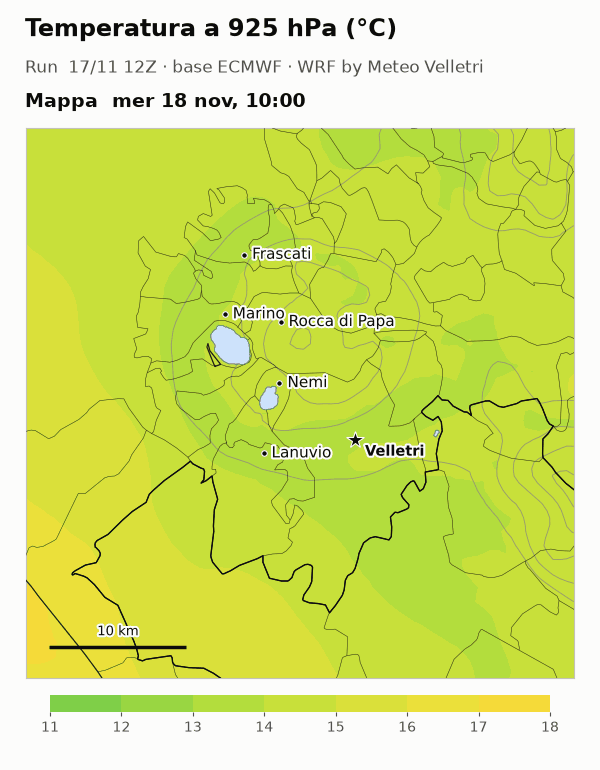 Temperatura a 925 hPa (°C)
Run  17/11 12Z · base ECMWF · WRF by Meteo Velletri
Mappa  mer 18 nov, 10:00
Frascati
Marino
Rocca di Papa
Nemi
Velletri
Lanuvio
10 km
11 12 13 14 15 16 17 18